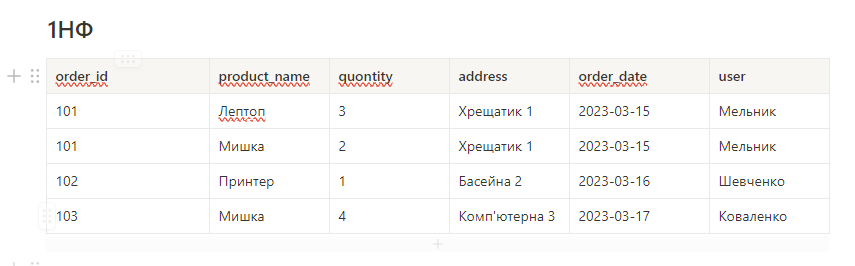 1НФ
order_id product_name quontity address order_date user
101 Лептоп 3 Хрещатик 1 2023-03-15 Мельник
101 Мишка 2 Хрещатик 1 2023-03-15 Мельник
102 Принтер 1 Басейна 2 2023-03-16 Шевченко
103 Мишка 4 Комп'ютерна 3 2023-03-17 Коваленко